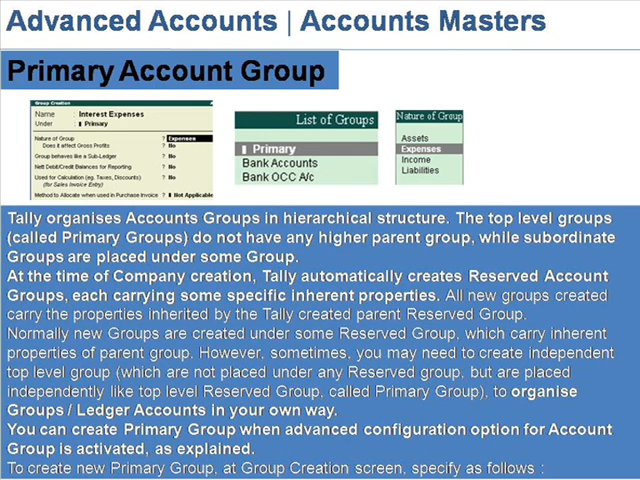 Advanced Accounts | Accounts Masters
Primary Account Group
Group Creation
Name : Interest Expenses
Under : Primary
Nature of Group ? Expenses
Does it affect Gross Profits ? No
Group behaves like a Sub-Ledger ? No
Nett Debit/Credit Balances for Reporting ? No
Used for Calculation (eg. Taxes, Discounts) ? No
(for Sales Invoice Entry)
Method to Allocate when used in Purchase Invoice ? Not Applicable
List of Groups
Primary
Bank Accounts
Bank OCC A/c
Nature of Group
Assets
Expenses
Income
Liabilities
Tally organises Accounts Groups in hierarchical structure. The top level groups
(called Primary Groups) do not have any higher parent group, while subordinate
Groups are placed under some Group.
At the time of Company creation, Tally automatically creates Reserved Account
Groups, each carrying some specific inherent properties. All new groups created
carry the properties inherited by the Tally created parent Reserved Group.
Normally new Groups are created under some Reserved Group, which carry inherent
properties of parent group. However, sometimes, you may need to create independent
top level group (which are not placed under any Reserved group, but are placed
independently like top level Reserved Group, called Primary Group), to organise
Groups / Ledger Accounts in your own way.
You can create Primary Group when advanced configuration option for Account
Group is activated, as explained.
To create new Primary Group, at Group Creation screen, specify as follows :